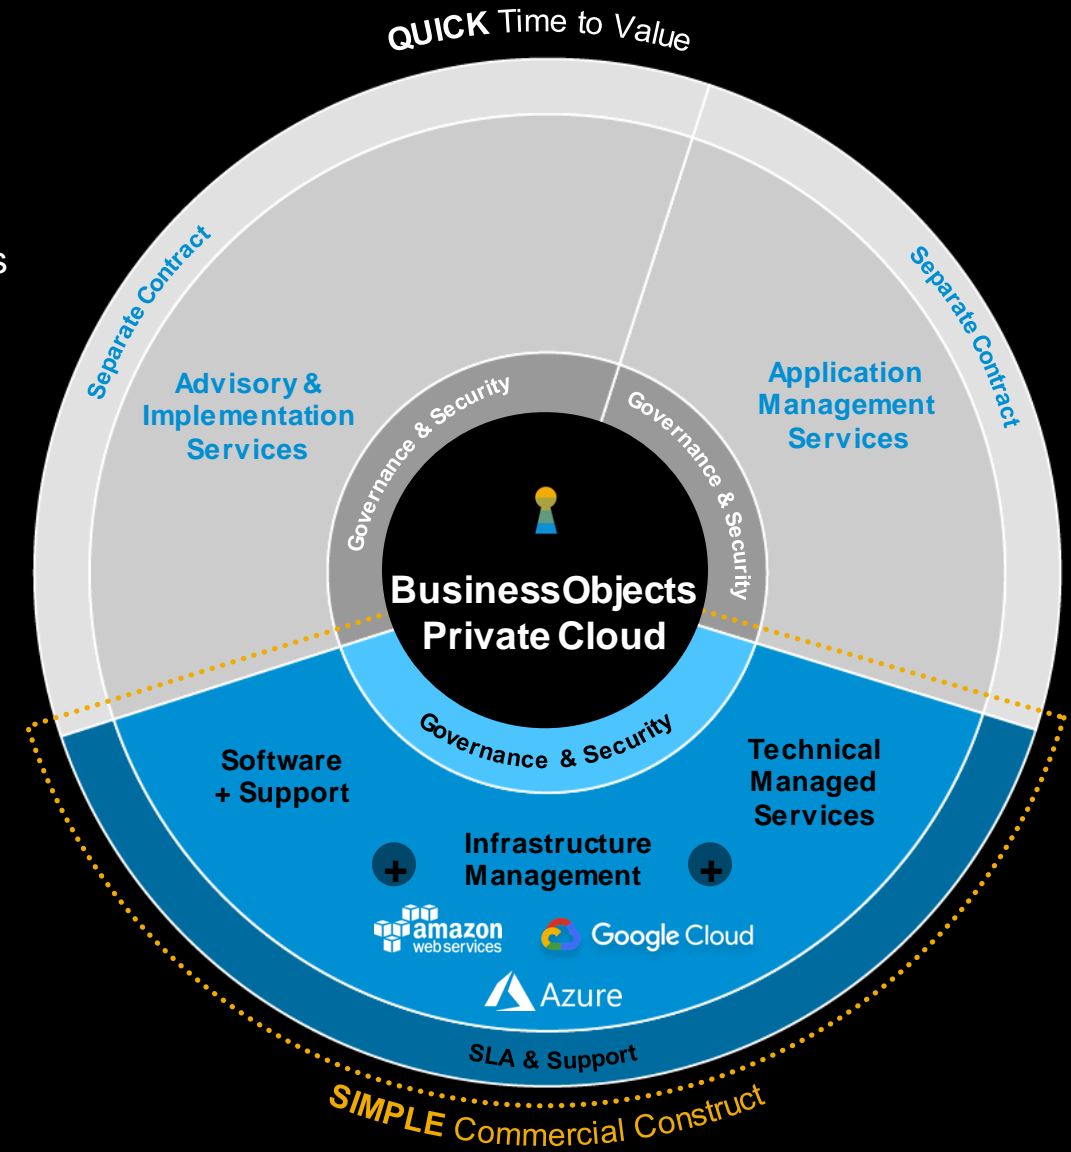 QUICK Time to Value
s
Separate Contract
Separate Contract
Advisory &
Implementation
Services
Application
Management
Services
Governance & Security
Governance & Security
BusinessObjects
Private Cloud
Governance & Security
Software
+ Support
Technical
Managed
Services
+
Infrastructure
Management
+
amazon
web services
Google Cloud
Azure
SLA & Support
SIMPLE Commercial Construct